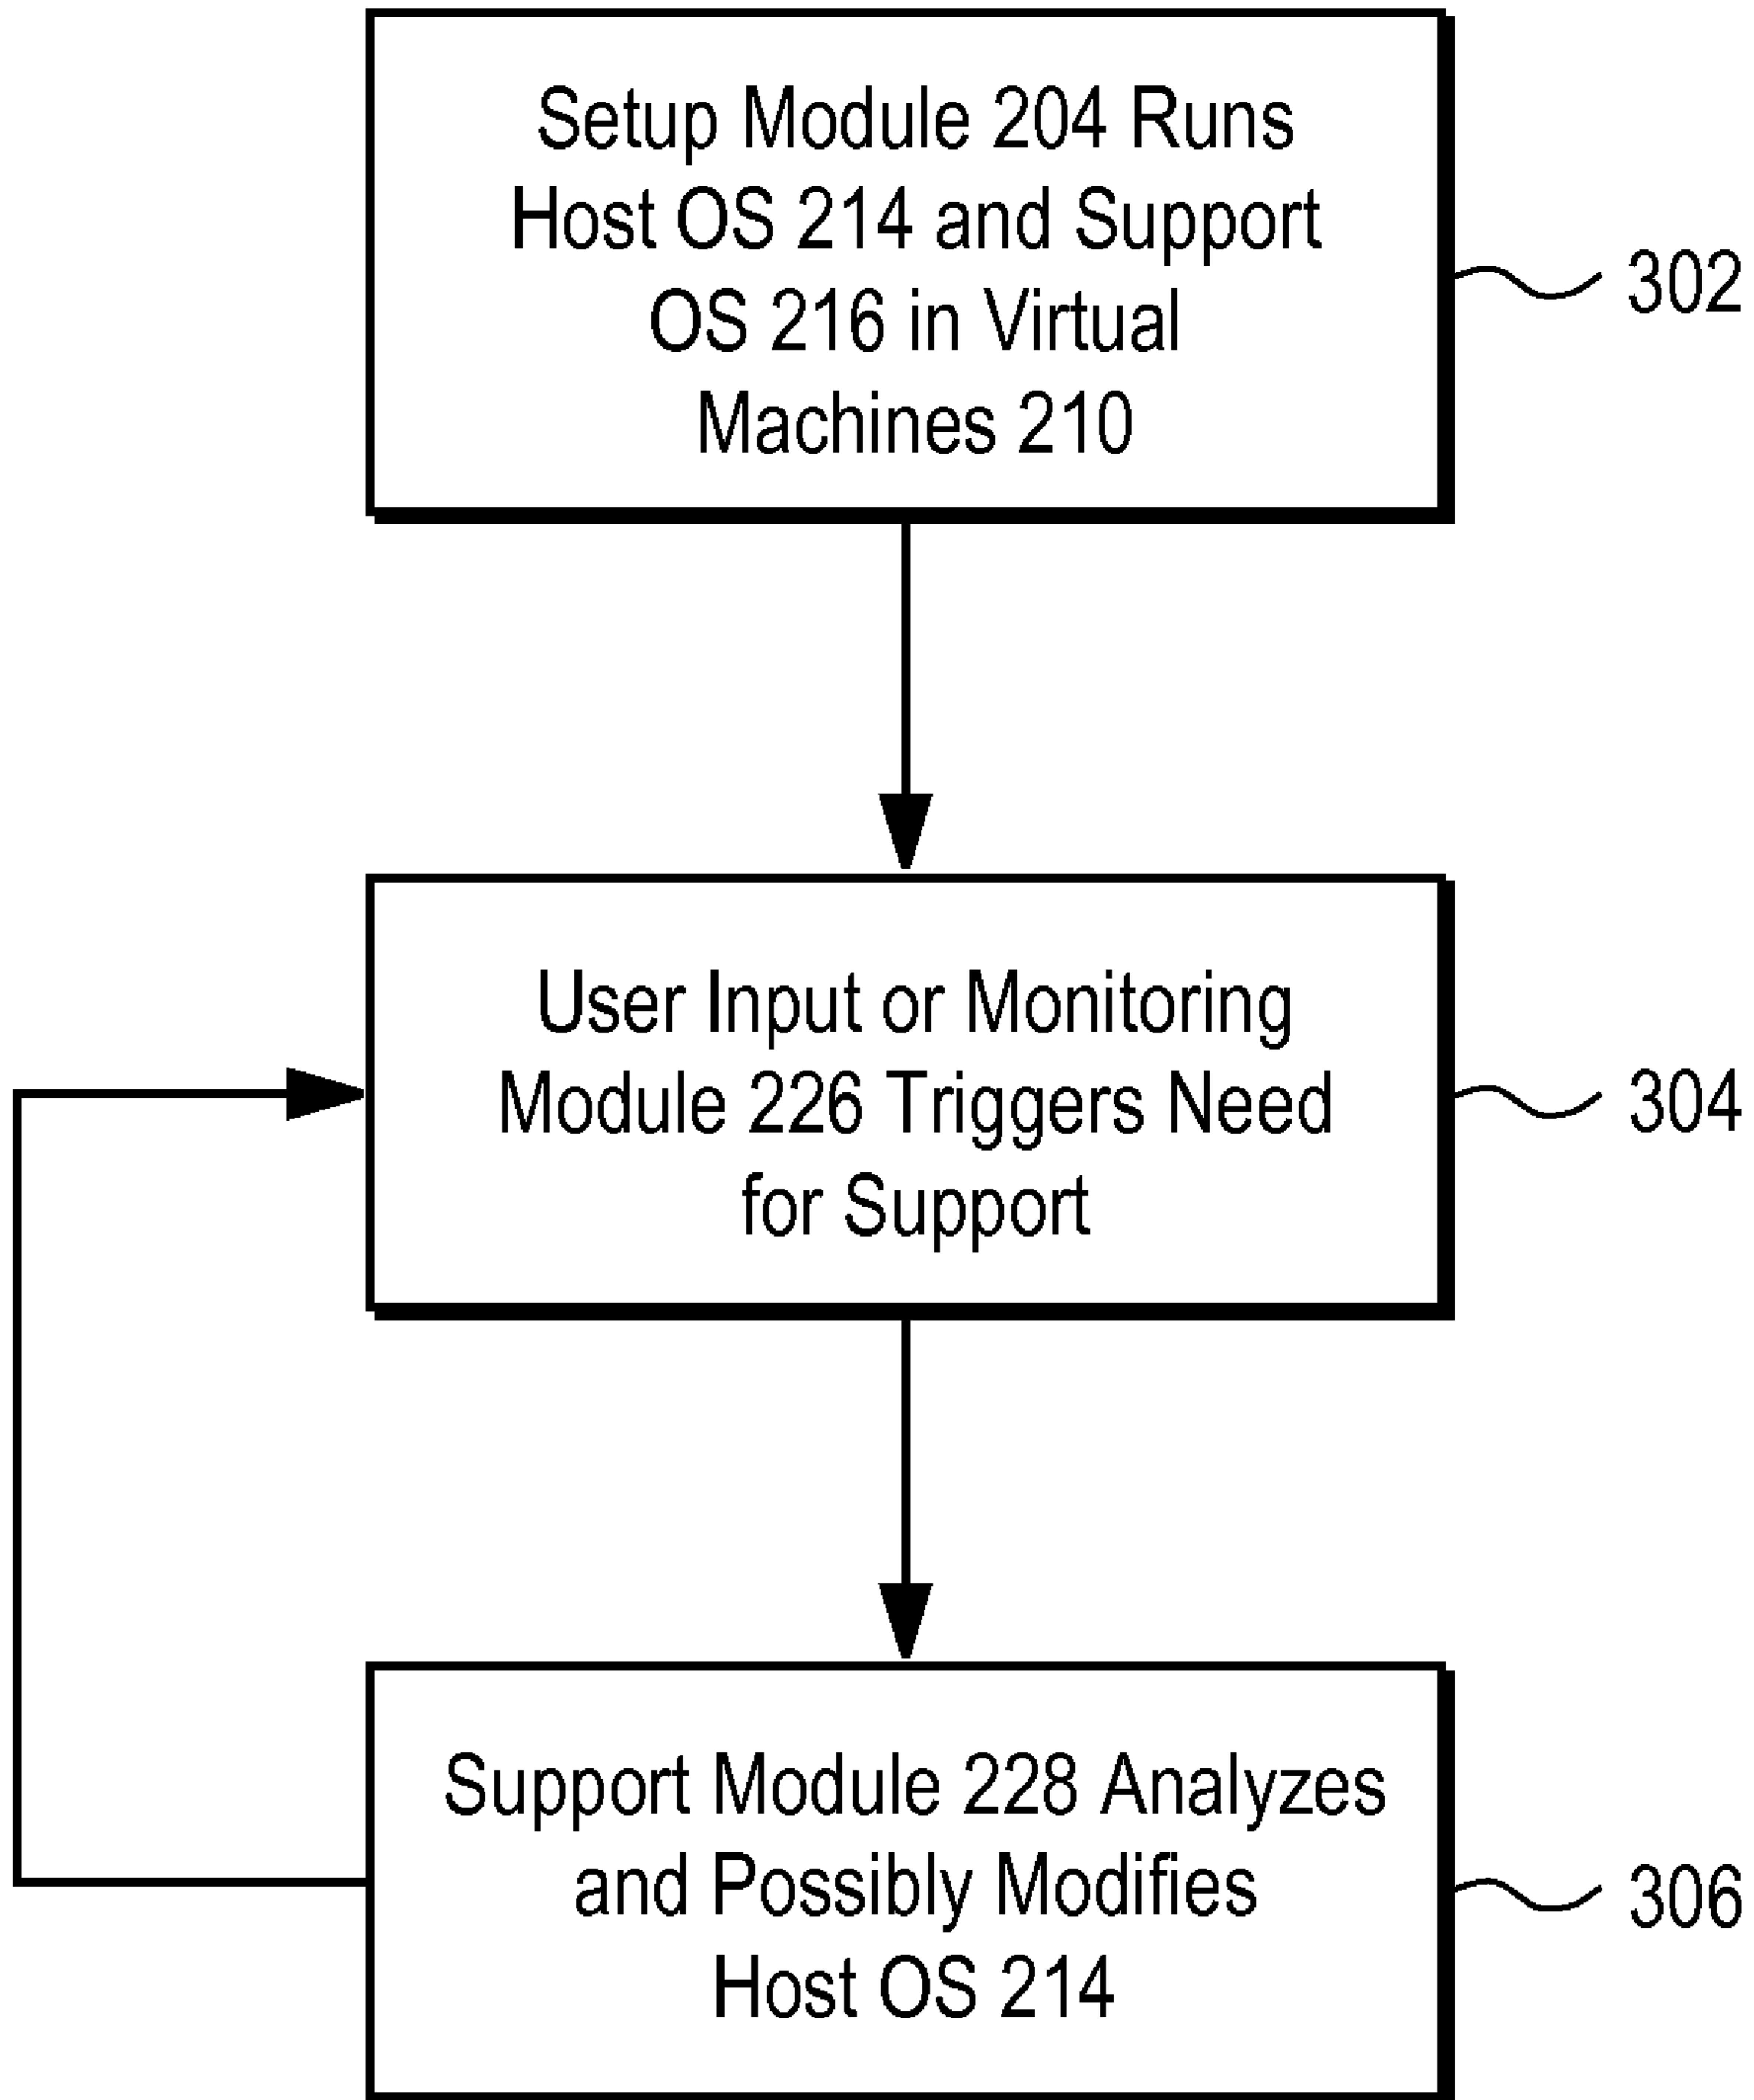 Setup Module 204 Runs
Host OS 214 and Support
OS 216 in Virtual
Machines 210
302
User Input or Monitoring
Module 226 Triggers Need
for Support
304
Support Module 228 Analyzes
and Possibly Modifies
Host OS 214
306